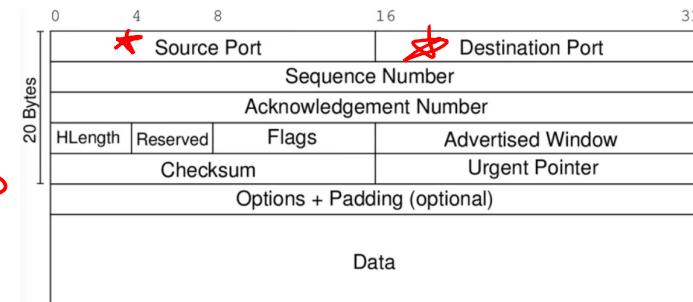 0 4 8 16 31
Source Port Destination Port
Sequence Number
Acknowledgement Number
HLength Reserved Flags Advertised Window
Checksum Urgent Pointer
20 Bytes
Options + Padding (optional)
Data